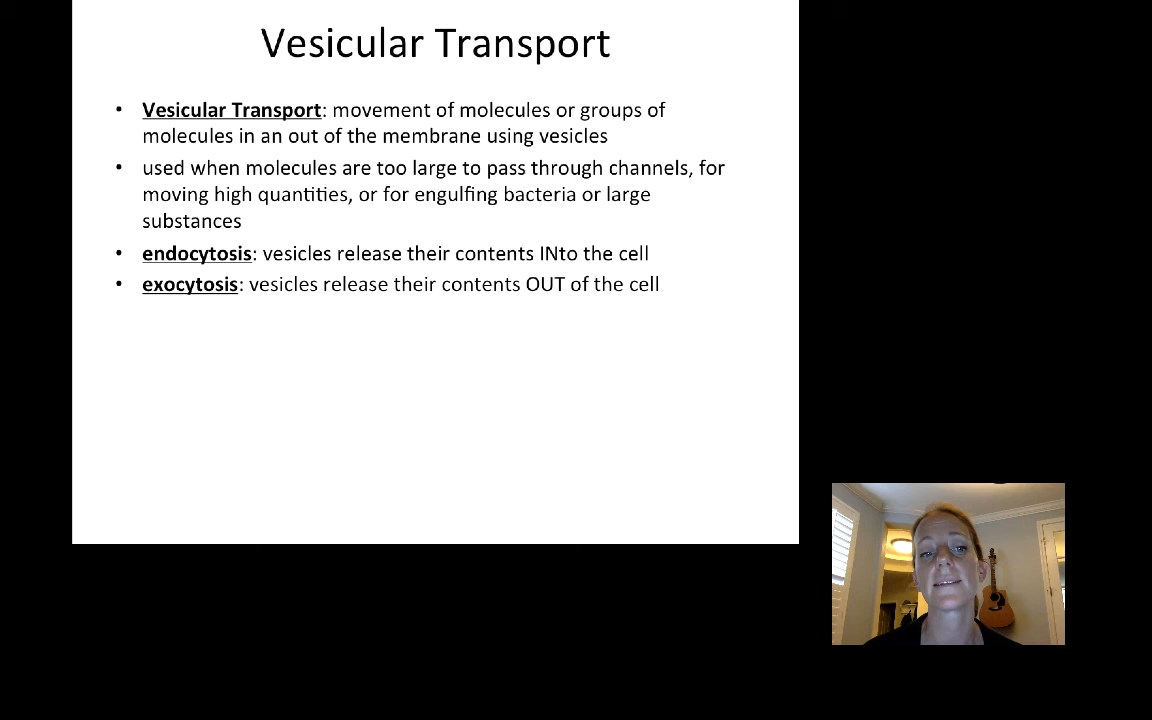 Vesicular Transport
• Vesicular Transport: movement of molecules or groups of
molecules in an out of the membrane using vesicles
• used when molecules are too large to pass through channels, for
moving high quantities, or for engulfing bacteria or large
substances
• endocytosis: vesicles release their contents INto the cell
• exocytosis: vesicles release their contents OUT of the cell